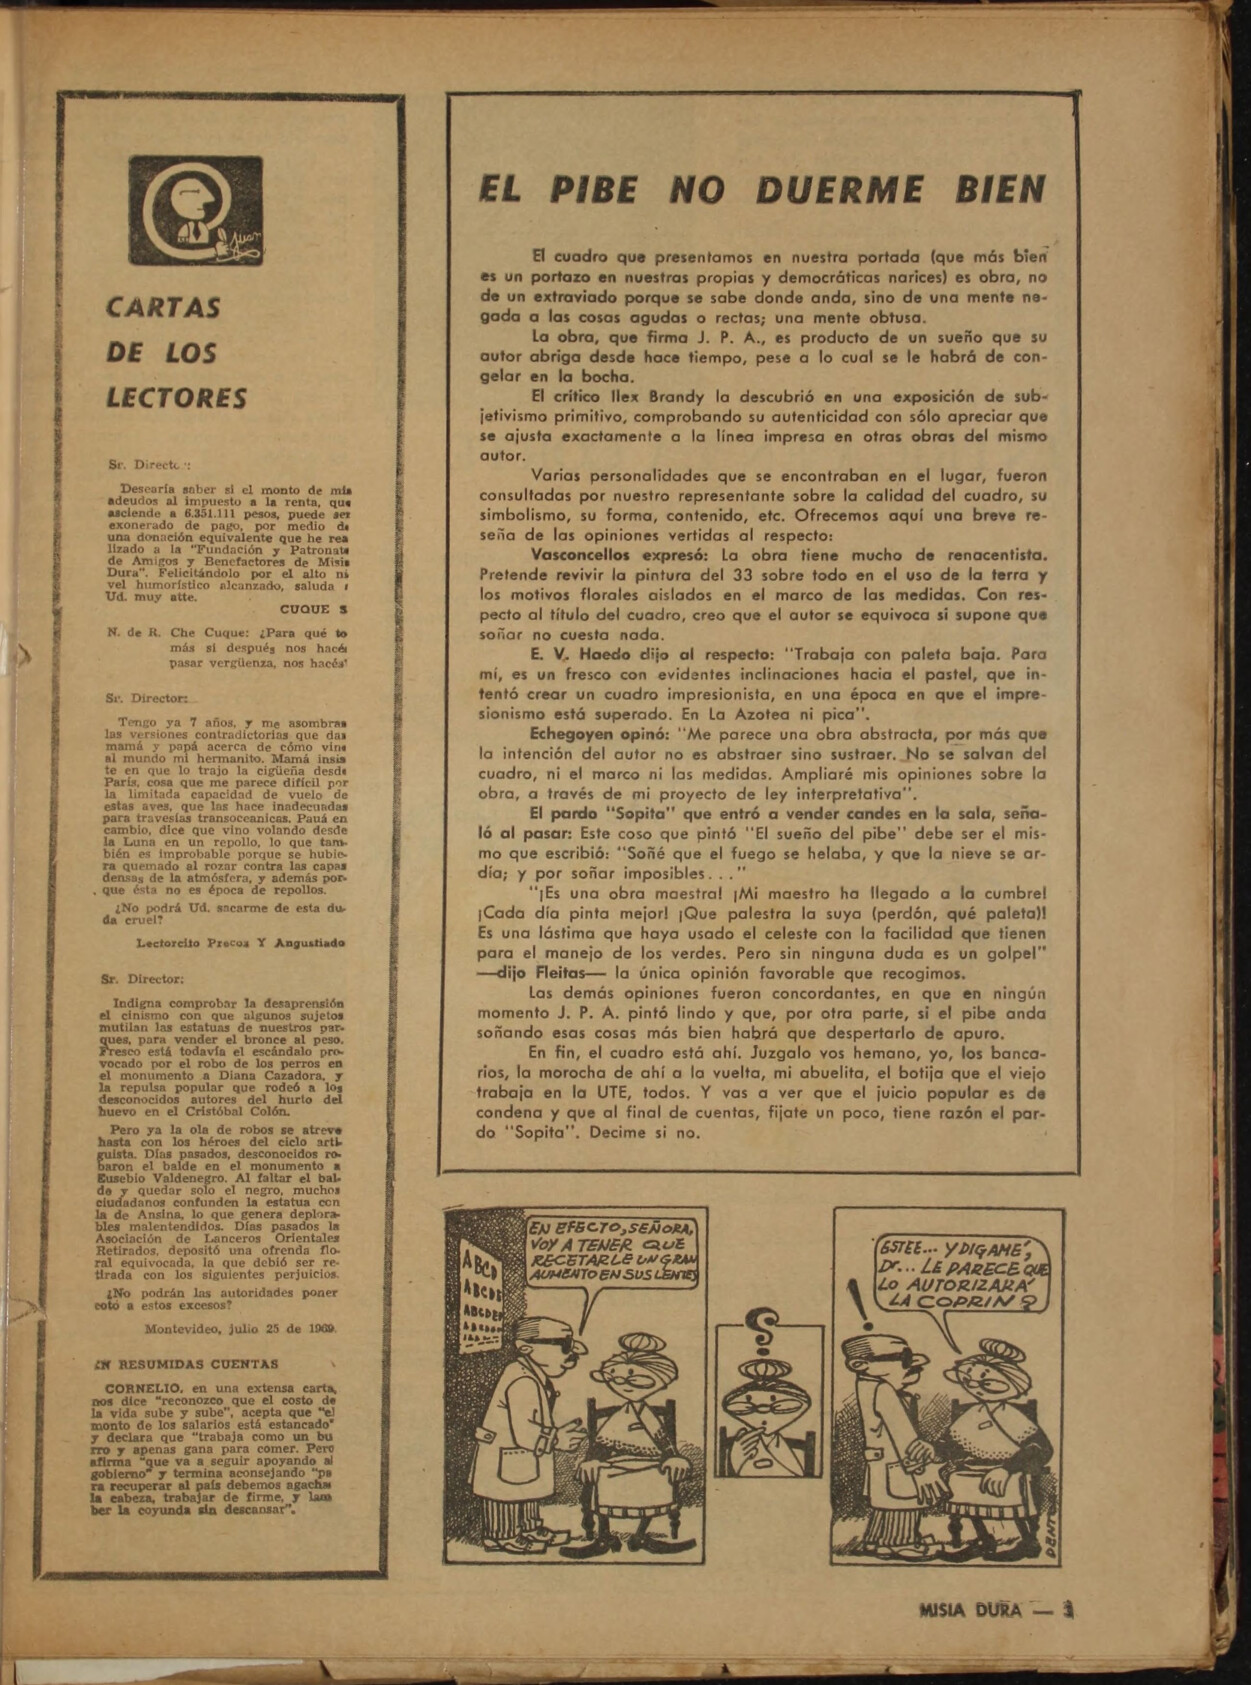 Juan
CARTAS
DE LOS
LECTORES
Sr. Director:
Desearía saber si el monto de mis
adeudos al impuesto a la renta, que
asciende a 6.351.111 pesos, puede ser
exonerado de pago, por medio de
una donación equivalente que he rea
lizado a la "Fundación y Patronato
de Amigos y Benefactores de Misia
Dura". Felicitándolo por el alto ni
vel humorístico alcanzado, saluda a
Ud. muy atte.
CUQUE S
N. de R. Che Cuque: ¿Para qué to
más si después nos hacés
pasar vergüenza, nos hacés?
Sr. Director:
Tengo ya 7 años, y me asombras
las versiones contradictorias que das
mamá y papá acerca de cómo vine
al mundo mi hermanito. Mamá insis
te en que lo trajo la cigüeña desde
París, cosa que me parece difícil por
la limitada capacidad de vuelo de
estas aves, que las hace inadecuadas
para travesías transoceanicas. Papá en
cambio, dice que vino volando desde
la Luna en un repollo, lo que tam-
bién es improbable porque se hubie-
ra quemado al rozar contra las capas
densas de la atmósfera, y además por-
que ésta no es época de repollos.
¿No podrá Ud. sacarme de esta du-
da cruel?
Lectorcito Precoz Y Angustiado
Sr. Director:
Indigna comprobar la desaprensión
el cinismo con que algunos sujetos
mutilan las estatuas de nuestros par-
ques, para vender el bronce al peso.
Fresco está todavía el escándalo pro-
vocado por el robo de los perros en
el monumento a Diana Cazadora, y
la repulsa popular que rodeó a los
desconocidos autores del hurto del
huevo en el Cristóbal Colón.
Pero ya la ola de robos se atreve
hasta con los héroes del ciclo arti-
guista. Días pasados, desconocidos ro-
baron el balde en el monumento a
Eusebio Valdenegro. Al faltar el bal-
de y quedar solo el negro, muchos
ciudadanos confunden la estatua con
la de Ansina, lo que genera deplora-
bles malentendidos. Días pasados la
Asociación de Lanceros Orientales
Retirados, depositó una ofrenda flo-
ral equivocada, la que debió ser re-
tirada con los siguientes perjuicios.
¿No podrán las autoridades poner
coto a estos excesos?
Montevideo, julio 25 de 1969.
EN RESUMIDAS CUENTAS
CORNELIO, en una extensa carta,
nos dice "reconozco que el costo de
la vida sube y sube", acepta que "el
monto de los salarios está estancado"
y declara que "trabaja como un bu
rro y apenas gana para comer. Pero
afirma "que va a seguir apoyando al
gobierno" y termina aconsejando "pa
ra recuperar al país debemos agachar
la cabeza, trabajar de firme, y lam
ber la coyunda sin descansar".
EL PIBE NO DUERME BIEN
El cuadro que presentamos en nuestra portada (que más bien
es un portazo en nuestras propias y democráticas narices) es obra, no
de un extraviado porque se sabe donde anda, sino de una mente ne-
gada a las cosas agudas o rectas; una mente obtusa.
La obra, que firma J. P. A., es producto de un sueño que su
autor abriga desde hace tiempo, pese a lo cual se le habrá de con-
gelar en la bocha.
El crítico Ilex Brandy la descubrió en una exposición de sub-
jetivismo primitivo, comprobando su autenticidad con sólo apreciar que
se ajusta exactamente a la línea impresa en otras obras del mismo
autor.
Varias personalidades que se encontraban en el lugar, fueron
consultadas por nuestro representante sobre la calidad del cuadro, su
simbolismo, su forma, contenido, etc. Ofrecemos aquí una breve re-
seña de las opiniones vertidas al respecto:
Vasconcellos expresó: La obra tiene mucho de renacentista.
Pretende revivir la pintura del 33 sobre todo en el uso de la terra y
los motivos florales aislados en el marco de las medidas. Con res-
pecto al título del cuadro, creo que el autor se equivoca si supone que
soñar no cuesta nada.
E. V. Haedo dijo al respecto: "Trabaja con paleta baja. Para
mí, es un fresco con evidentes inclinaciones hacia el pastel, que in-
tentó crear un cuadro impresionista, en una época en que el impre-
sionismo está superado. En La Azotea ni pica".
Echegoyen opinó: "Me parece una obra abstracta, por más que
la intención del autor no es abstraer sino sustraer. No se salvan del
cuadro, ni el marco ni las medidas. Ampliaré mis opiniones sobre la
obra, a través de mi proyecto de ley interpretativa".
El pardo "Sopita" que entró a vender candes en la sala, seña-
ló al pasar: Este coso que pintó "El sueño del pibe" debe ser el mis-
mo que escribió: "Soñé que el fuego se helaba, y que la nieve se ar-
día; y por soñar imposibles. . ."
"¡Es una obra maestra! ¡Mi maestro ha llegado a la cumbre!
¡Cada día pinta mejor! ¡Que palestra la suya (perdón, qué paleta)!
Es una lástima que haya usado el celeste con la facilidad que tienen
para el manejo de los verdes. Pero sin ninguna duda es un golpe!"
—dijo Fleitas— la única opinión favorable que recogimos.
Las demás opiniones fueron concordantes, en que en ningún
momento J. P. A. pintó lindo y que, por otra parte, si el pibe anda
soñando esas cosas más bien habrá que despertarlo de apuro.
En fin, el cuadro está ahí. Juzgalo vos hemano, yo, los banca-
rios, la morocha de ahí a la vuelta, mi abuelita, el botija que el viejo
trabaja en la UTE, todos. Y vas a ver que el juicio popular es de
condena y que al final de cuentas, fijate un poco, tiene razón el par-
do "Sopita". Decime si no.
ABCD
ABCDE
ABCDEF
EN EFECTO, SEÑORA,
VOY A TENER QUE
RECETARLE UN GRAN
AUMENTO EN SUS LENTES
?
!
ESTEE... Y DIGAME,
Dr... LE PARECE QUE
LO AUTORIZARÁ
LA COPRIN?
DENTO
MISIA DURA — 3